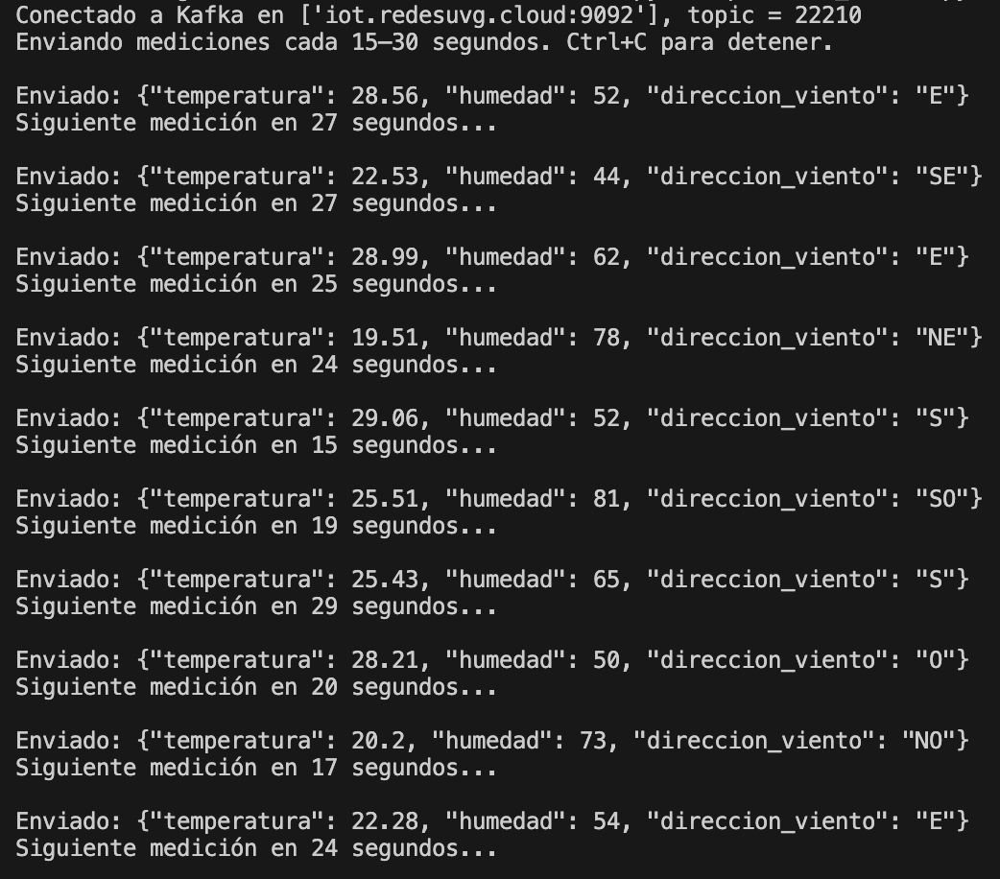 Conectado a Kafka en ['iot.redesuvg.cloud:9092'], topic = 22210
Enviando mediciones cada 15–30 segundos. Ctrl+C para detener.
Enviado: {"temperatura": 28.56, "humedad": 52, "direccion_viento": "E"}
Siguiente medición en 27 segundos...
Enviado: {"temperatura": 22.53, "humedad": 44, "direccion_viento": "SE"}
Siguiente medición en 27 segundos...
Enviado: {"temperatura": 28.99, "humedad": 62, "direccion_viento": "E"}
Siguiente medición en 25 segundos...
Enviado: {"temperatura": 19.51, "humedad": 78, "direccion_viento": "NE"}
Siguiente medición en 24 segundos...
Enviado: {"temperatura": 29.06, "humedad": 52, "direccion_viento": "S"}
Siguiente medición en 15 segundos...
Enviado: {"temperatura": 25.51, "humedad": 81, "direccion_viento": "SO"}
Siguiente medición en 19 segundos...
Enviado: {"temperatura": 25.43, "humedad": 65, "direccion_viento": "S"}
Siguiente medición en 29 segundos...
Enviado: {"temperatura": 28.21, "humedad": 50, "direccion_viento": "O"}
Siguiente medición en 20 segundos...
Enviado: {"temperatura": 20.2, "humedad": 73, "direccion_viento": "NO"}
Siguiente medición en 17 segundos...
Enviado: {"temperatura": 22.28, "humedad": 54, "direccion_viento": "E"}
Siguiente medición en 24 segundos...